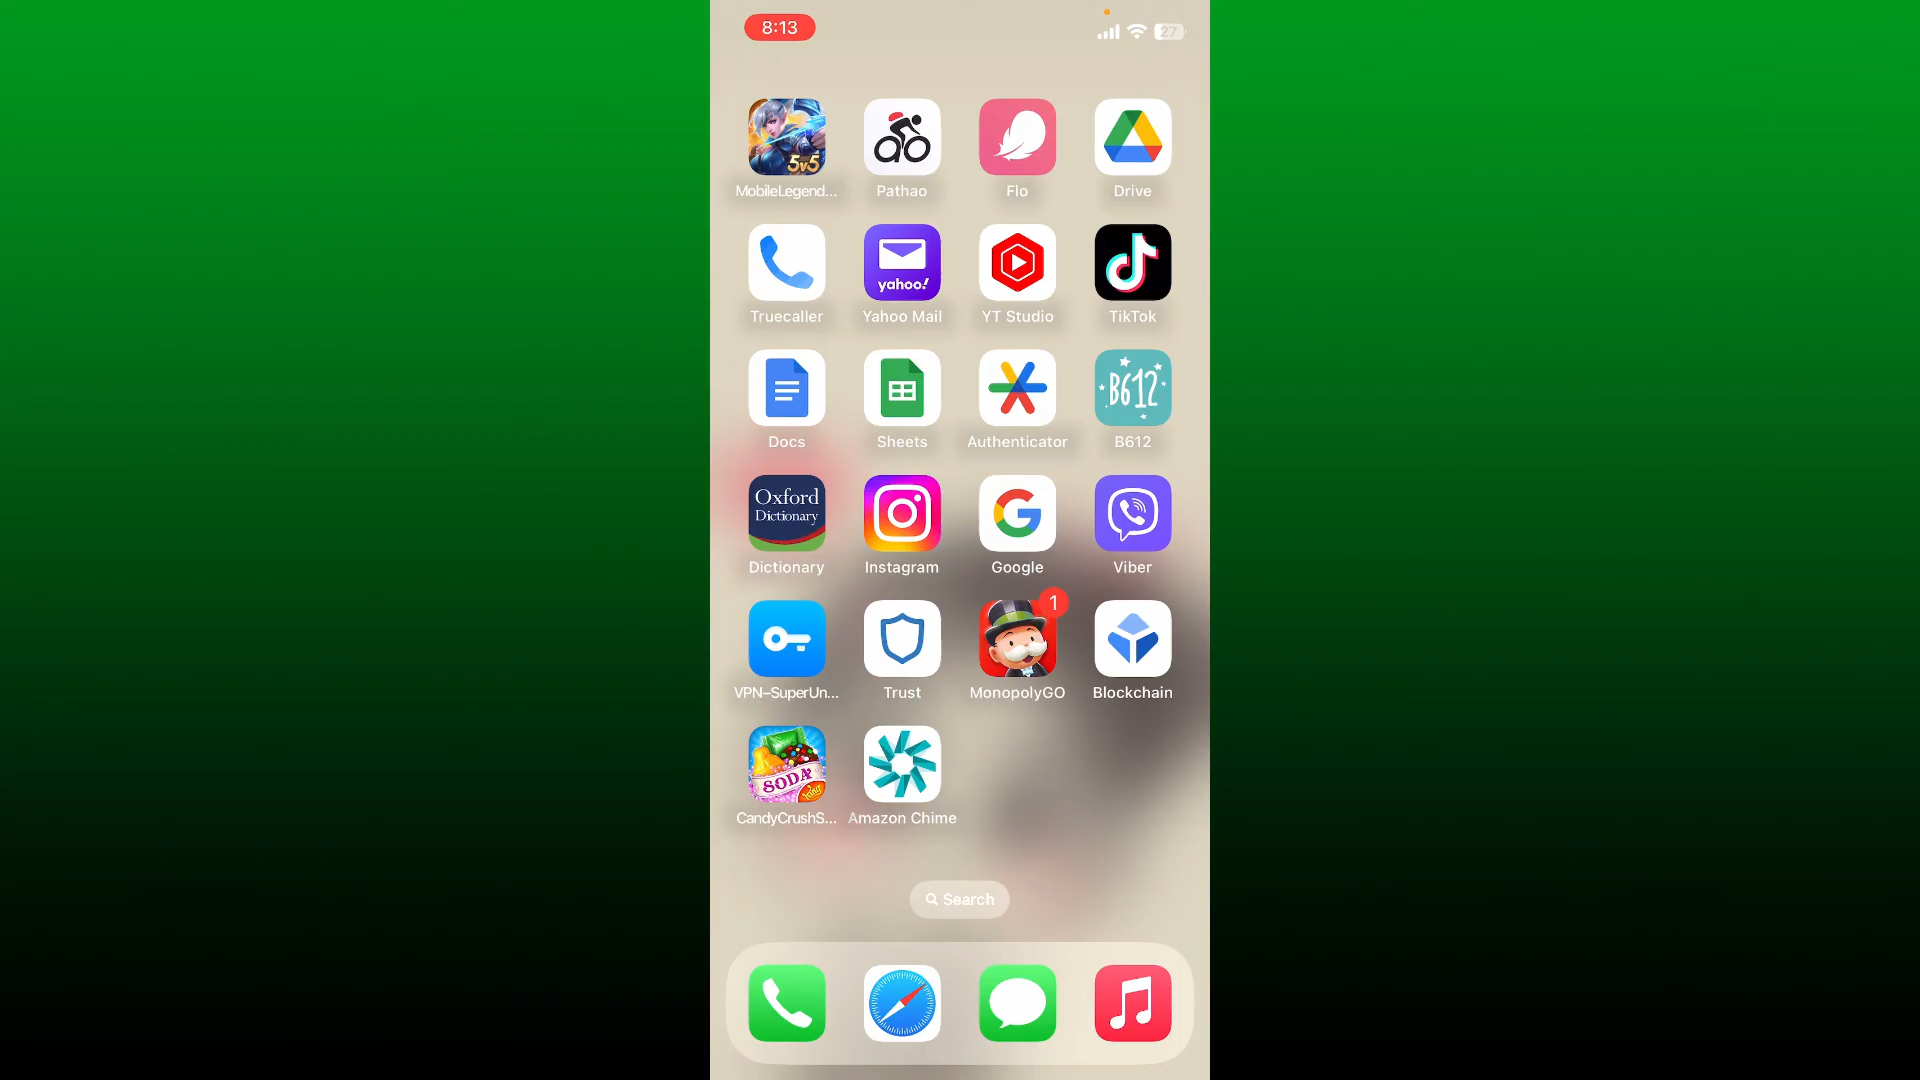 8:13
27
5v5
MobileLegend...
Pathao
Flo
Drive
yahoo!
Truecaller
Yahoo Mail
YT Studio
TikTok
B612
Docs
Sheets
Authenticator
B612
Oxford
Dictionary
Dictionary
Instagram
Google
Viber
1
VPN–SuperUn...
Trust
MonopolyGO
Blockchain
SODA
King
CandyCrushS...
Amazon Chime
Search